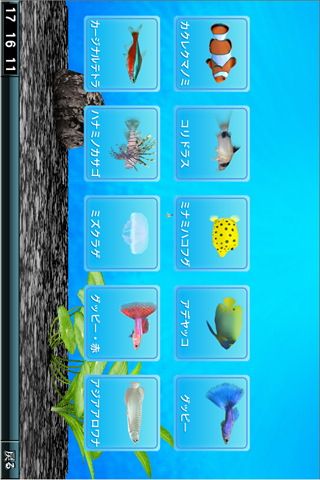 カクレクマノミ
コリドラス
ミナミハコフグ
アデヤッコ
グッピー
カージナルテトラ
ハナミノカサゴ
ミズクラゲ
グッピー・赤
アジアアロワナ
17 16 11
戻る